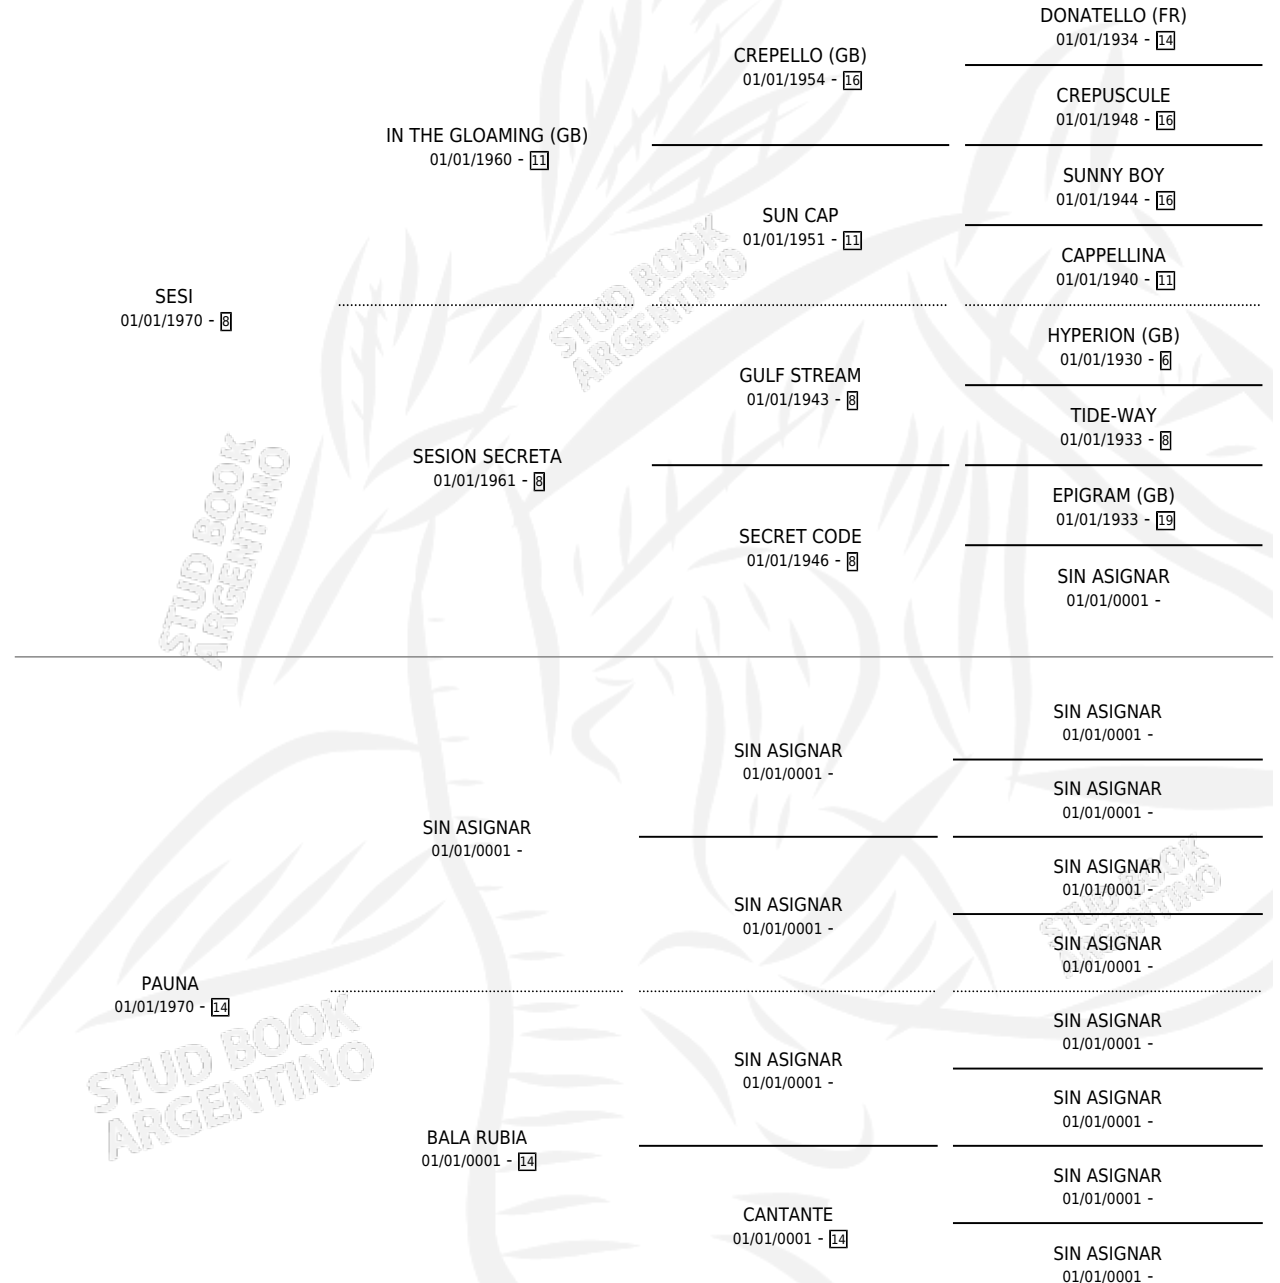 DONATELLO (FR)
01/01/1934 - 14
CREPELLO (GB)
01/01/1954 - 16
CREPUSCULE
01/01/1948 - 16
IN THE GLOAMING (GB)
01/01/1960 - 11
SUNNY BOY
01/01/1944 - 16
SUN CAP
01/01/1951 - 11
CAPPELLINA
01/01/1940 - 11
SESI
01/01/1970 - 8
HYPERION (GB)
01/01/1930 - 6
GULF STREAM
01/01/1943 - 8
TIDE-WAY
01/01/1933 - 8
SESION SECRETA
01/01/1961 - 8
EPIGRAM (GB)
01/01/1933 - 19
SECRET CODE
01/01/1946 - 8
SIN ASIGNAR
01/01/0001 -
SIN ASIGNAR
01/01/0001 -
SIN ASIGNAR
01/01/0001 -
SIN ASIGNAR
01/01/0001 -
SIN ASIGNAR
01/01/0001 -
SIN ASIGNAR
01/01/0001 -
SIN ASIGNAR
01/01/0001 -
SIN ASIGNAR
01/01/0001 -
PAUNA
01/01/1970 - 14
SIN ASIGNAR
01/01/0001 -
SIN ASIGNAR
01/01/0001 -
SIN ASIGNAR
01/01/0001 -
BALA RUBIA
01/01/0001 - 14
SIN ASIGNAR
01/01/0001 -
CANTANTE
01/01/0001 - 14
SIN ASIGNAR
01/01/0001 -
STUD BOOK
ARGENTINO
STUD BOOK
ARGENTINO
STUD BOOK
ARGENTINO
STUD BOOK
ARGENTINO